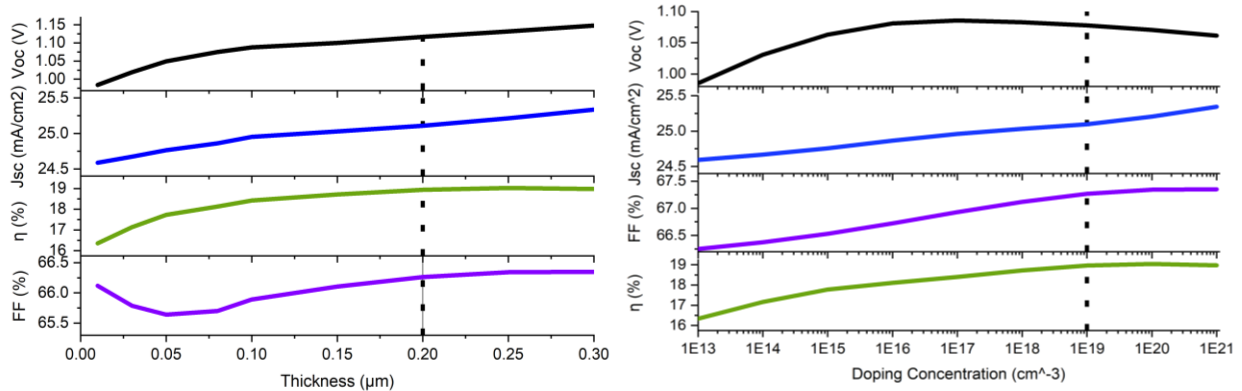 Voc (V)
1.15
1.10
1.05
1.00
Jsc (mA/cm2)
25.5
25.0
24.5
η (%)
19
18
17
16
FF (%)
66.5
66.0
65.5
0.00 0.05 0.10 0.15 0.20 0.25 0.30
Thickness (µm)
Voc (V)
1.10
1.05
1.00
Jsc (mA/cm^2)
25.5
25.0
24.5
FF (%)
67.5
67.0
66.5
η (%)
19
18
17
16
1E13 1E14 1E15 1E16 1E17 1E18 1E19 1E20 1E21
Doping Concentration (cm^-3)